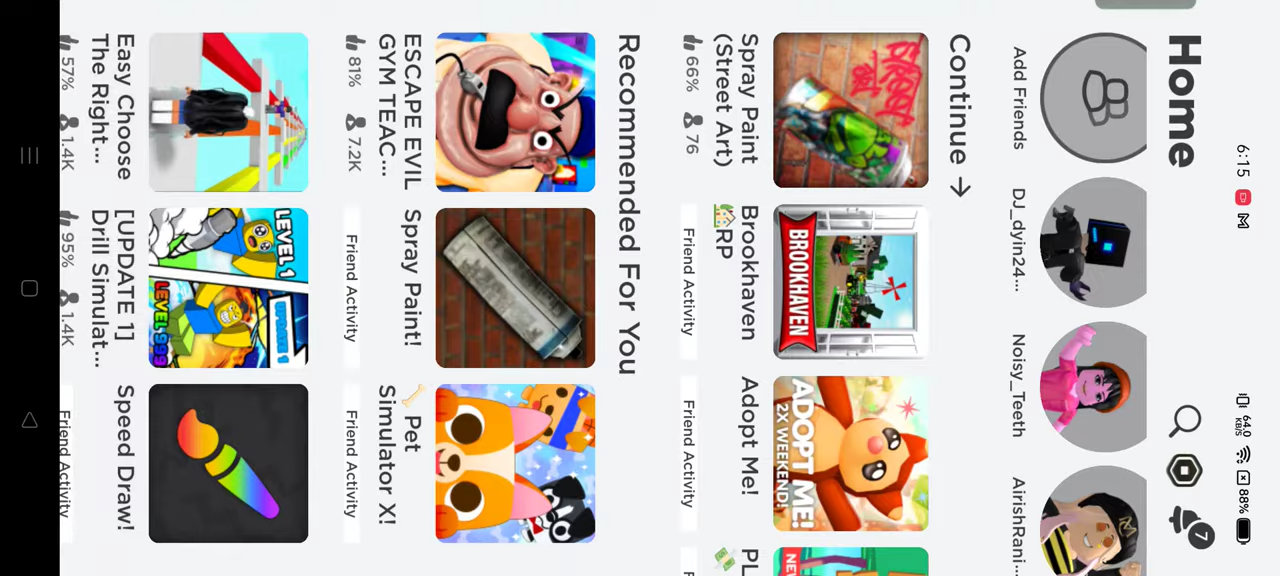 6:15
64.0
KB/S
88%
Home
7
Add Friends
DJ_dyin24...
Noisy_Teeth
AirishRani...
Continue →
BROOKHAVEN
ADOPT ME!
2X WEEKEND!
NEW
Spray Paint
(Street Art)
66% 76
Brookhaven
🏡RP
Friend Activity
Adopt Me!
Friend Activity
💸 PL
F
Recommended For You
ESCAPE EVIL
GYM TEAC...
81% 7.2K
Spray Paint!
Friend Activity
🦴 Pet
Simulator X!
Friend Activity
LEVEL 1
LEVEL 999
Easy Choose
The Right...
57% 1.4K
[UPDATE 1]
Drill Simulat...
95% 1.4K
Speed Draw!
Friend Activity